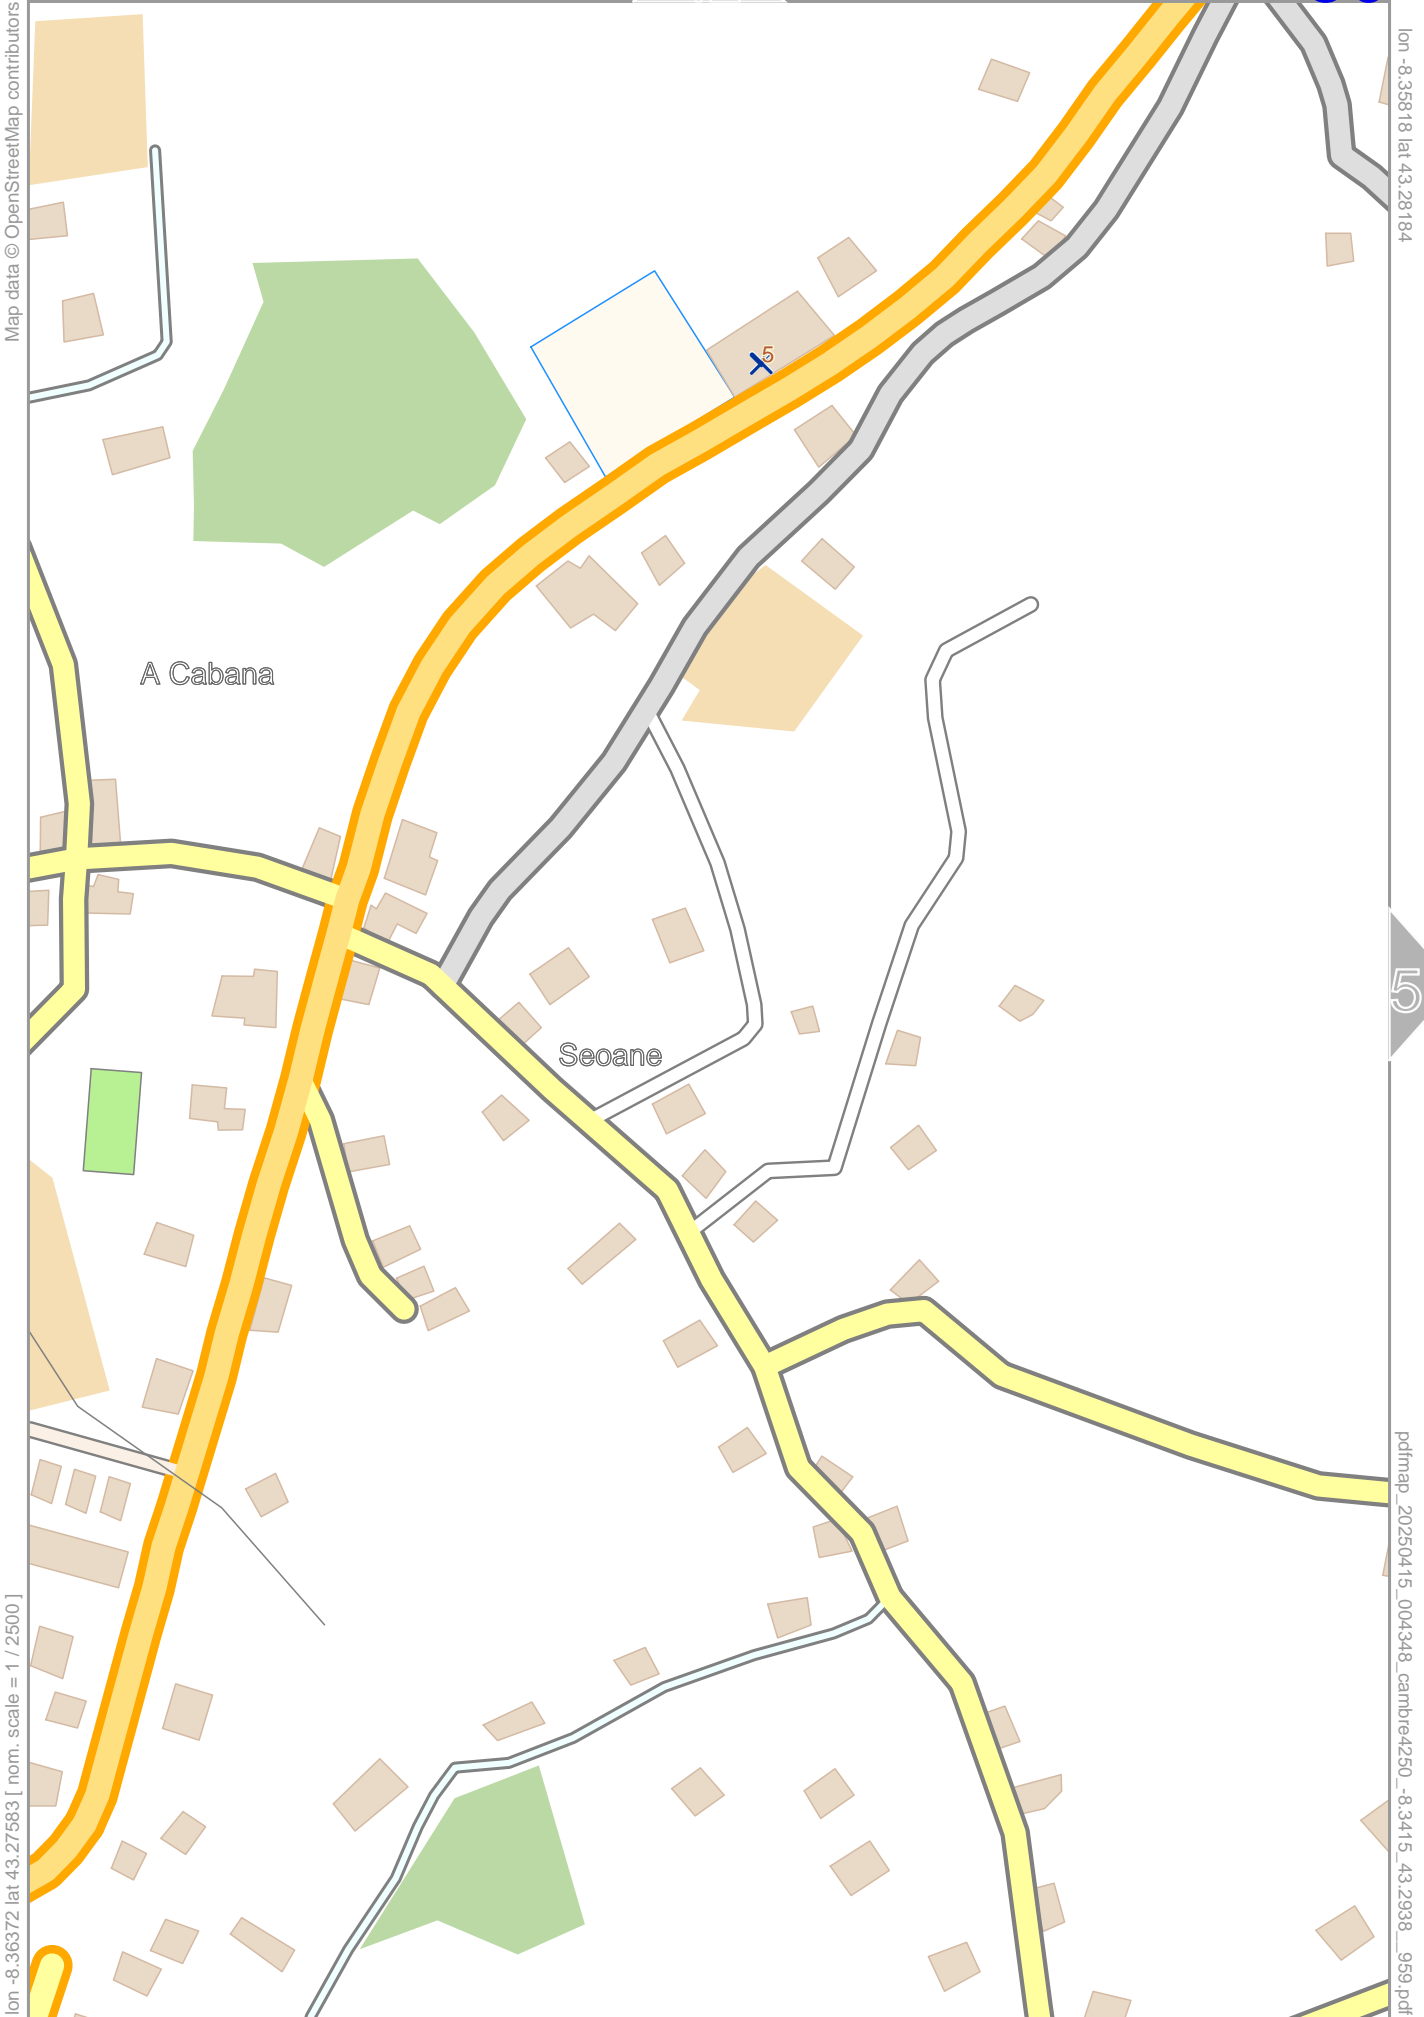 Map data © OpenStreetMap contributors
lon -8.35818 lat 43.28184
5
A Cabana
5
Seoane
lon -8.36372 lat 43.27583 [ nom. scale = 1 / 2500 ]
pdfmap_20250415_004348_cambre4250_-8.3415_43.2938__959.pdf